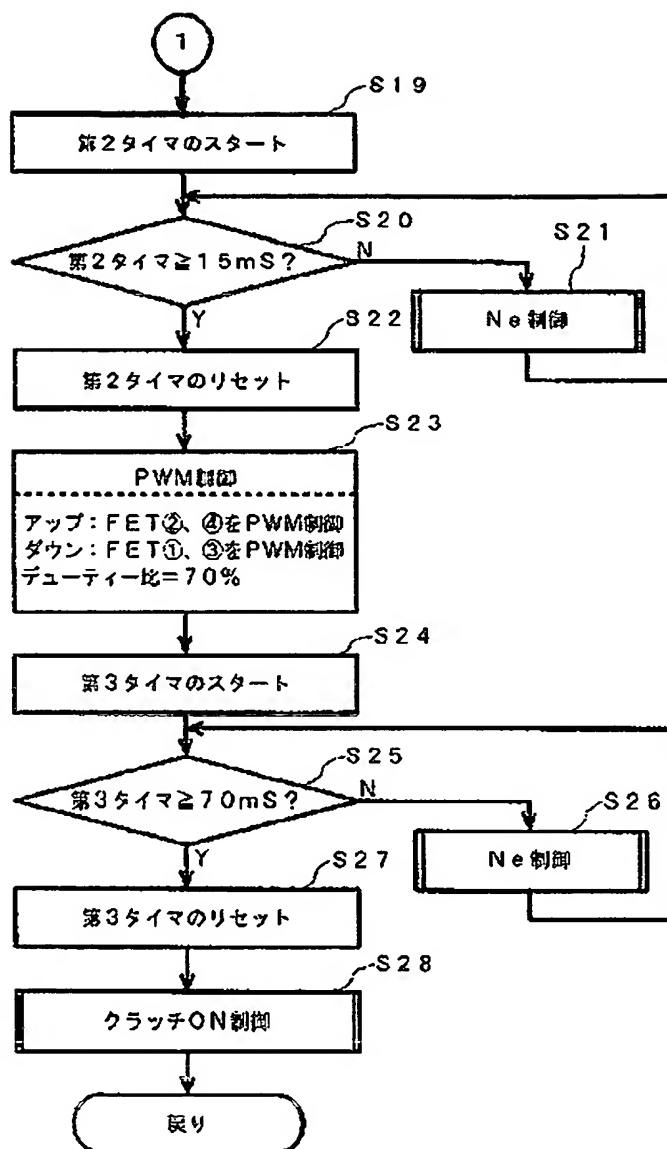 1
S19
第2タイマのスタート
S20
第2タイマ≧15mS?
N
S21
Ne制御
Y
S22
第2タイマのリセット
S23
PWM制御
アップ:FET②、④をPWM制御
ダウン:FET①、③をPWM制御
デューティー比=70%
S24
第3タイマのスタート
S25
第3タイマ≧70mS?
N
S26
Ne制御
Y
S27
第3タイマのリセット
S28
クラッチON制御
戻り